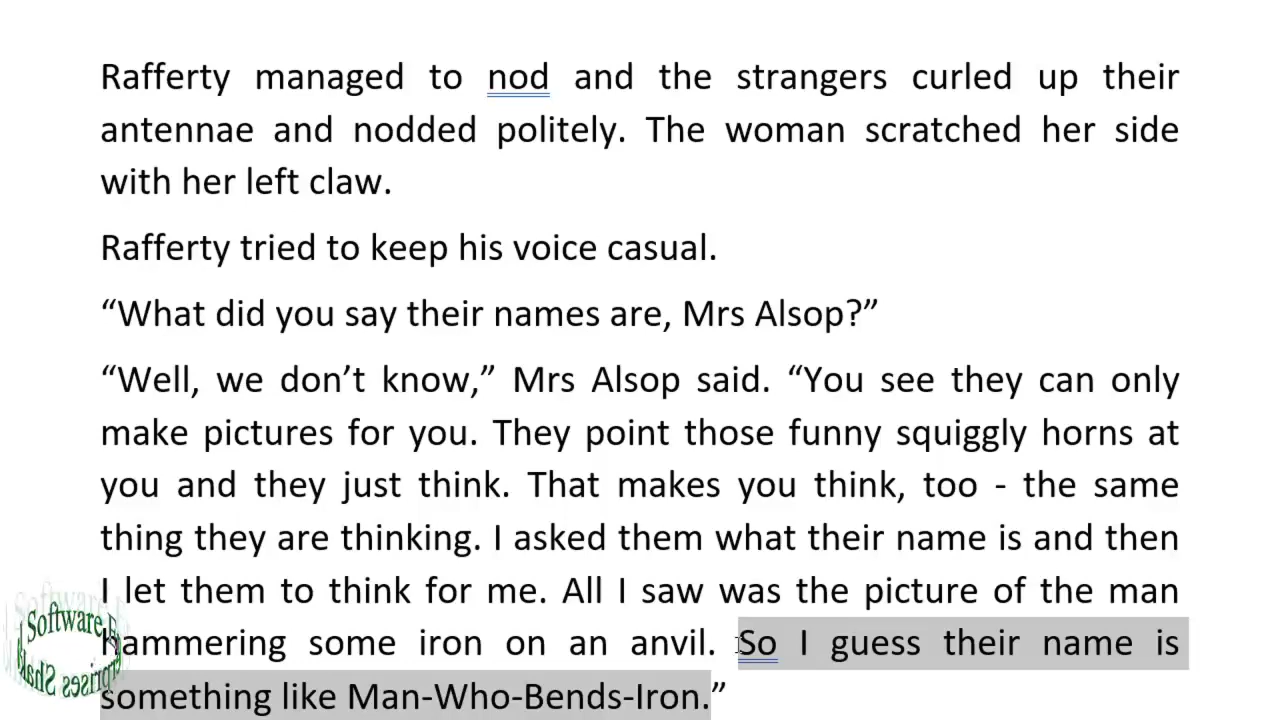 Rafferty managed to nod and the strangers curled up their
antennae and nodded politely. The woman scratched her side
with her left claw.
Rafferty tried to keep his voice casual.
“What did you say their names are, Mrs Alsop?”
“Well, we don’t know,” Mrs Alsop said. “You see they can only
make pictures for you. They point those funny squiggly horns at
you and they just think. That makes you think, too - the same
thing they are thinking. I asked them what their name is and then
I let them to think for me. All I saw was the picture of the man
hammering some iron on an anvil. So I guess their name is
something like Man-Who-Bends-Iron.”
Software